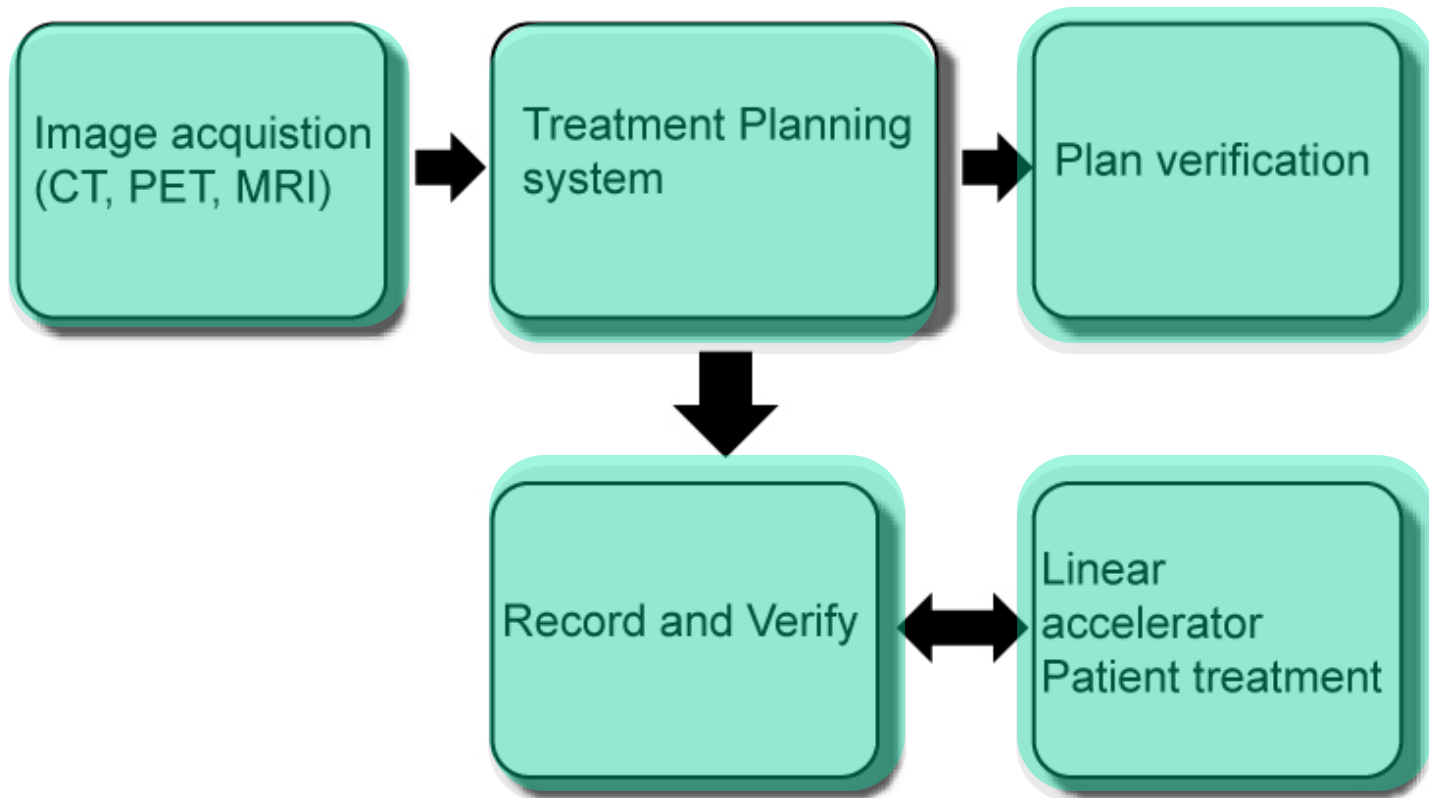 Image acquistion
(CT, PET, MRI)
Treatment Planning
system
Plan verification
Record and Verify
Linear
accelerator
Patient treatment